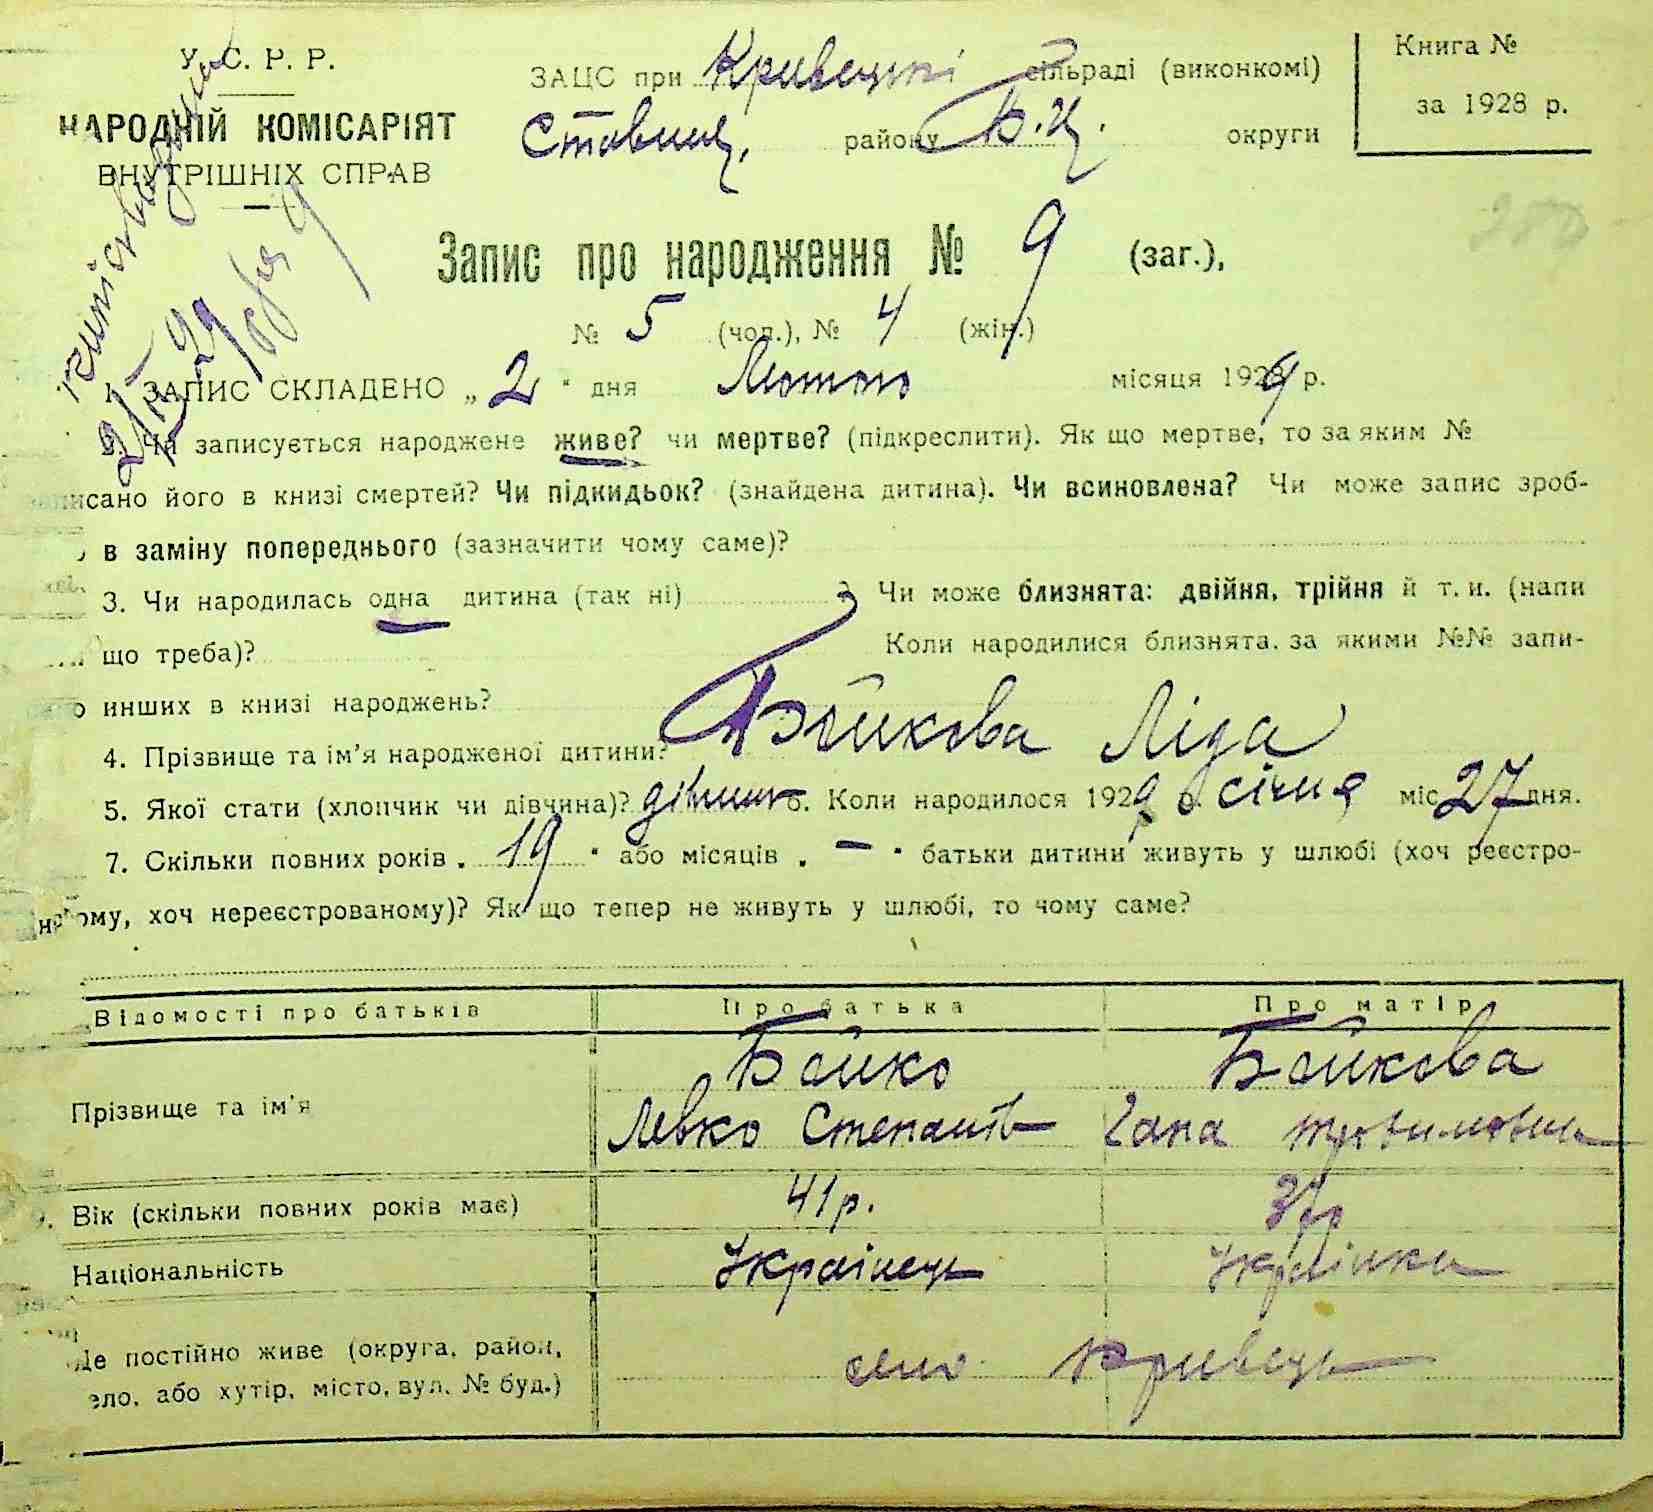 У. С. Р. Р.
НАРОДНІЙ КОМІСАРІЯТ
ВНУТРІШНІХ СПРАВ
ЗАЦС при Кривецькі сільраді (виконкомі)
Ставищ. району Б.Ц. округи
Книга №
за 1928 р.
Запис про народження № 9 (заг.),
№ 5 (чол.), № 4 (жін.)
1. ЗАПИС СКЛАДЕНО „ 2 " дня Лютого місяця 1929 р.
2. Чи записується народжене живе? чи мертве? (підкреслити). Як що мертве, то за яким №
записано його в книзі смертей? Чи підкидьок? (знайдена дитина). Чи всиновлена? Чи може запис зроб-
в заміну попереднього (зазначити чому саме)?
3. Чи народилась одна дитина (так ні) ? Чи може близнята: двійня, трійня й т. и. (напи
що треба)? Коли народилися близнята, за якими №№ запи-
инших в книзі народжень?
4. Прізвище та ім'я народженої дитини? Бойкова Ліда
5. Якої стати (хлопчик чи дівчина)? дівчина 6. Коли народилося 1929 р. січня міс 27 дня.
7. Скільки повних років „ 19 " або місяців „ — " батьки дитини живуть у шлюбі (хоч реєстро-
ному, хоч нереєстрованому)? Як що тепер не живуть у шлюбі, то чому саме?
Відомості про батьків Про батька Про матір
Бойко Бойкова
Прізвище та ім'я
Левко Степанів Гапа
Вік (скільки повних років має) 41 р. 37 р
Національність Українець Українка
Де постійно живе (округа, район,
село, або хутір, місто, вул. № буд.)
село Кривець